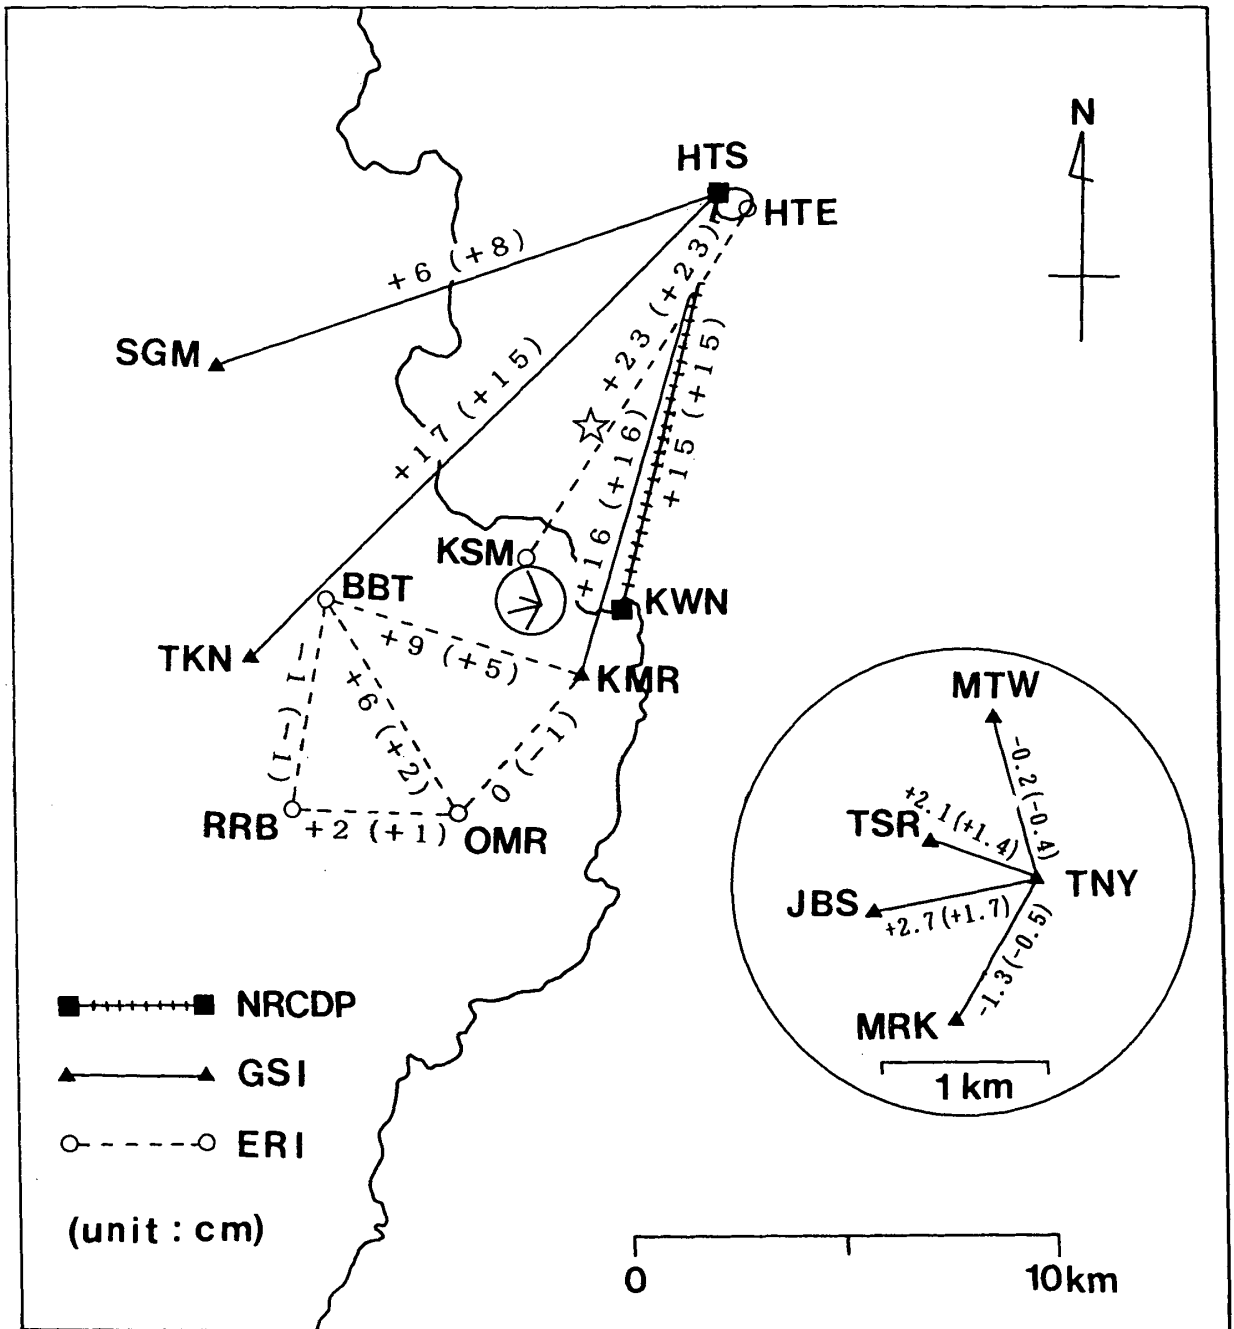 N
HTS
HTE
+6 (+8)
+23 (+23)
SGM
+17 (+15)
+15 (+15)
+16 (+16)
KSM
BBT
KWN
TKN
+9 (+5)
KMR
-1 (-1)
+6 (+2)
0 (-1)
RRB
+2 (+1)
OMR
MTW
-0.2(-0.4)
+2.1(+1.4)
TSR
TNY
JBS
+2.7(+1.7)
-1.3(-0.5)
MRK
1 km
NRCDP
GSI
ERI
(unit : cm)
0
10km